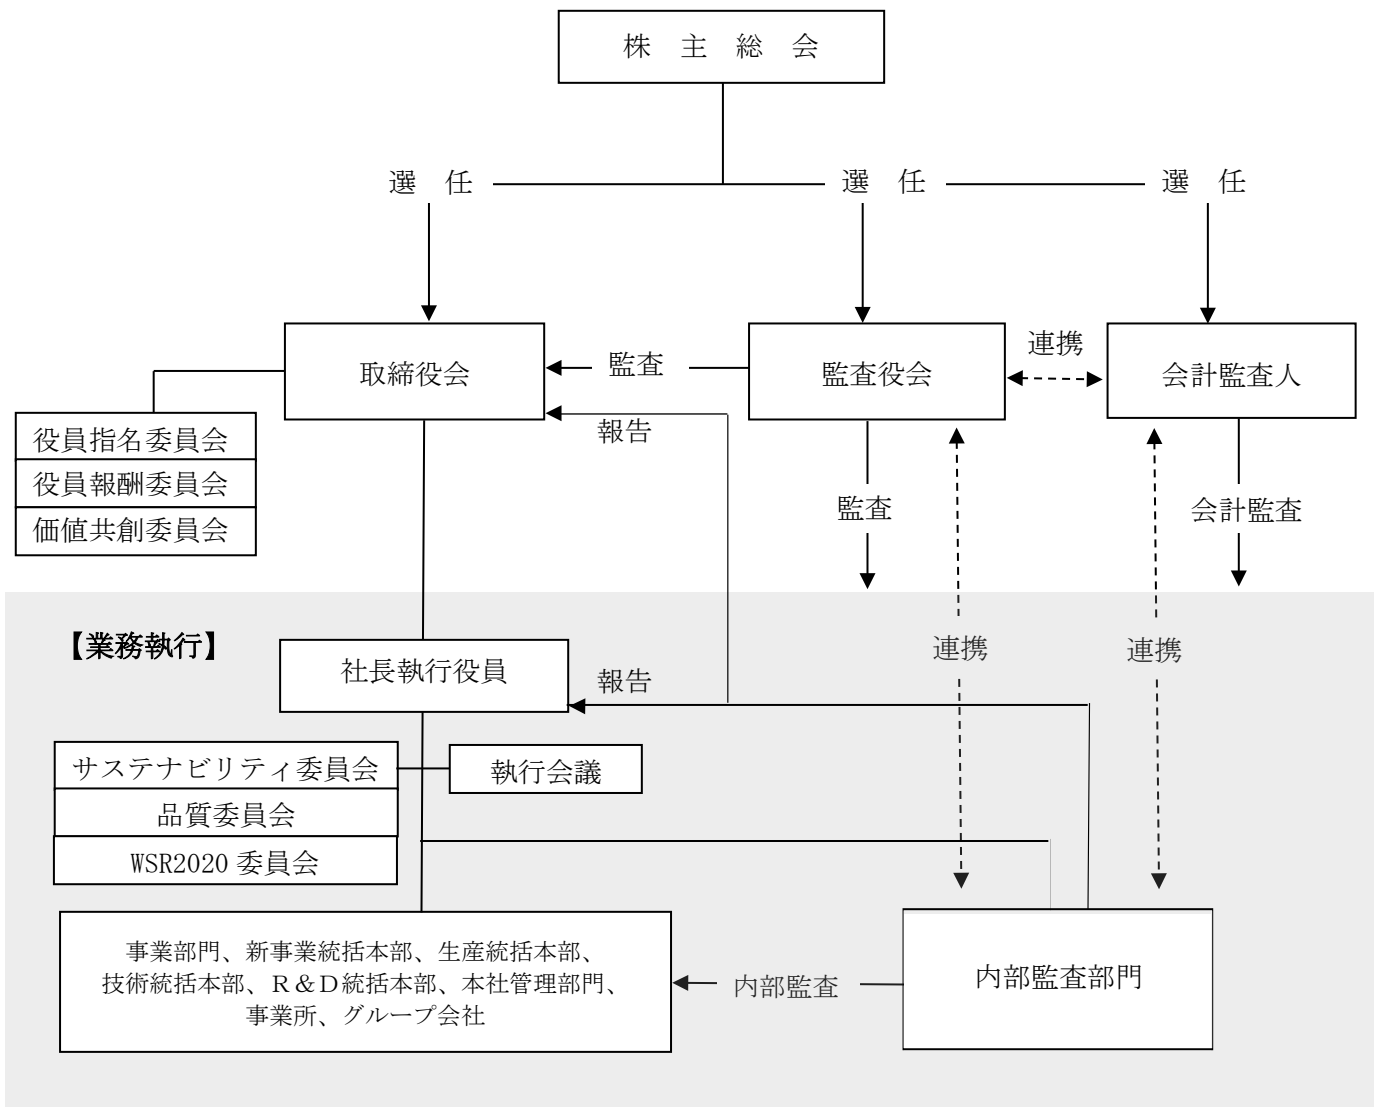 株 主 総 会
選 任
選 任
選 任
取締役会
監査
監査役会
連携
会計監査人
報告
役員指名委員会
役員報酬委員会
価値共創委員会
監査
会計監査
【業務執行】
社長執行役員
報告
連携
連携
サステナビリティ委員会
執行会議
品質委員会
WSR2020 委員会
事業部門、新事業統括本部、生産統括本部、
技術統括本部、R&D統括本部、本社管理部門、
事業所、グループ会社
内部監査
内部監査部門